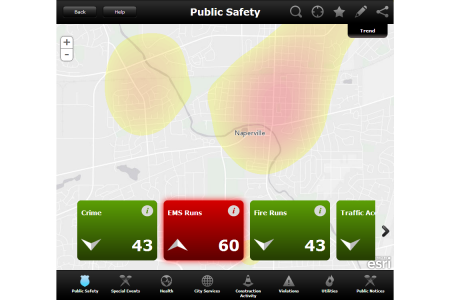 Back
Help
Public Safety
Trend
+
-
Naperville
Crime
i
43
EMS Runs
i
60
Fire Runs
i
43
Traffic Acc
esri
Public Safety
Special Events
Health
City Services
Construction
Activity
Violations
Utilities
Public Notices